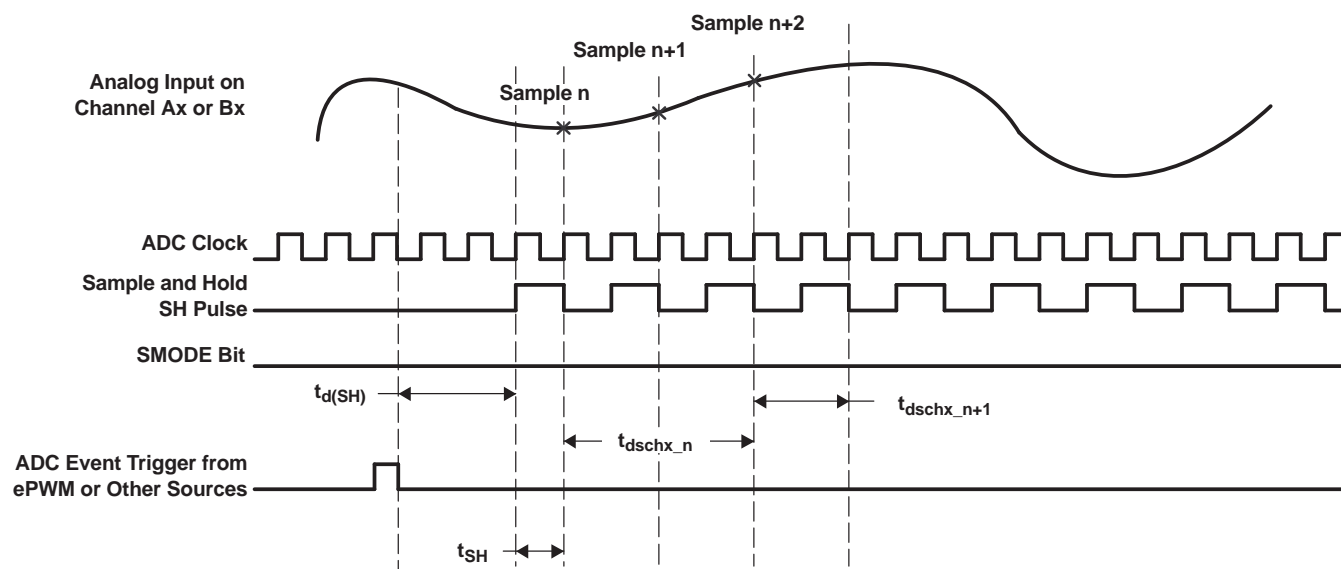 Sample n+2
Sample n+1
Analog Input on
Channel Ax or Bx
Sample n
ADC Clock
Sample and Hold
SH Pulse
SMODE Bit
td(SH)
tdschx_n+1
tdschx_n
ADC Event Trigger from
ePWM or Other Sources
tSH